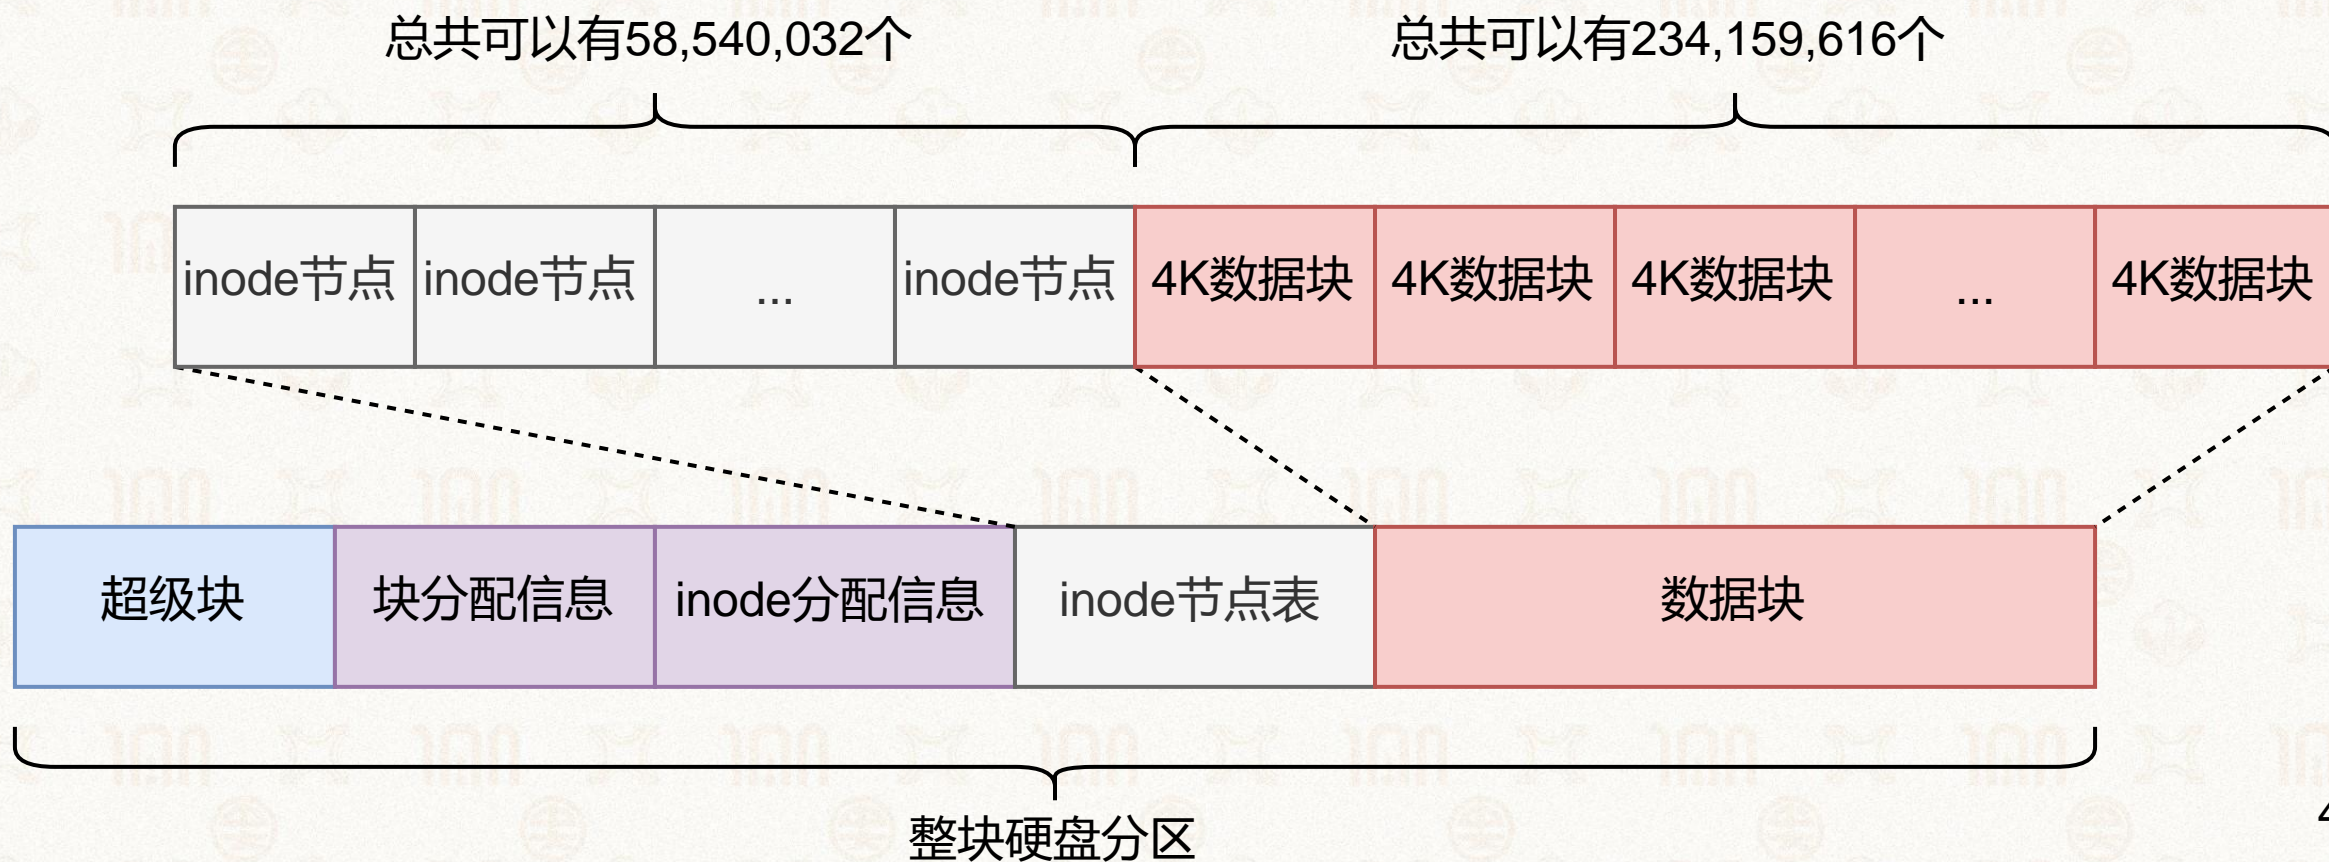 总共可以有58,540,032个
总共可以有234,159,616个
inode节点
inode节点
...
inode节点
4K数据块
4K数据块
4K数据块
...
4K数据块
超级块
块分配信息
inode分配信息
inode节点表
数据块
整块硬盘分区